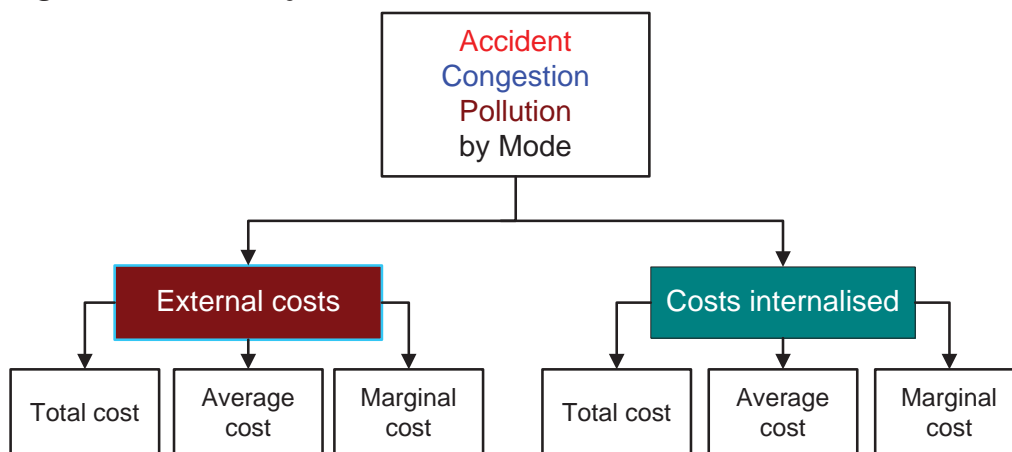 Accident
Congestion
Pollution
by Mode
External costs
Costs internalised
Total cost
Average
cost
Marginal
cost
Total cost
Average
cost
Marginal
cost